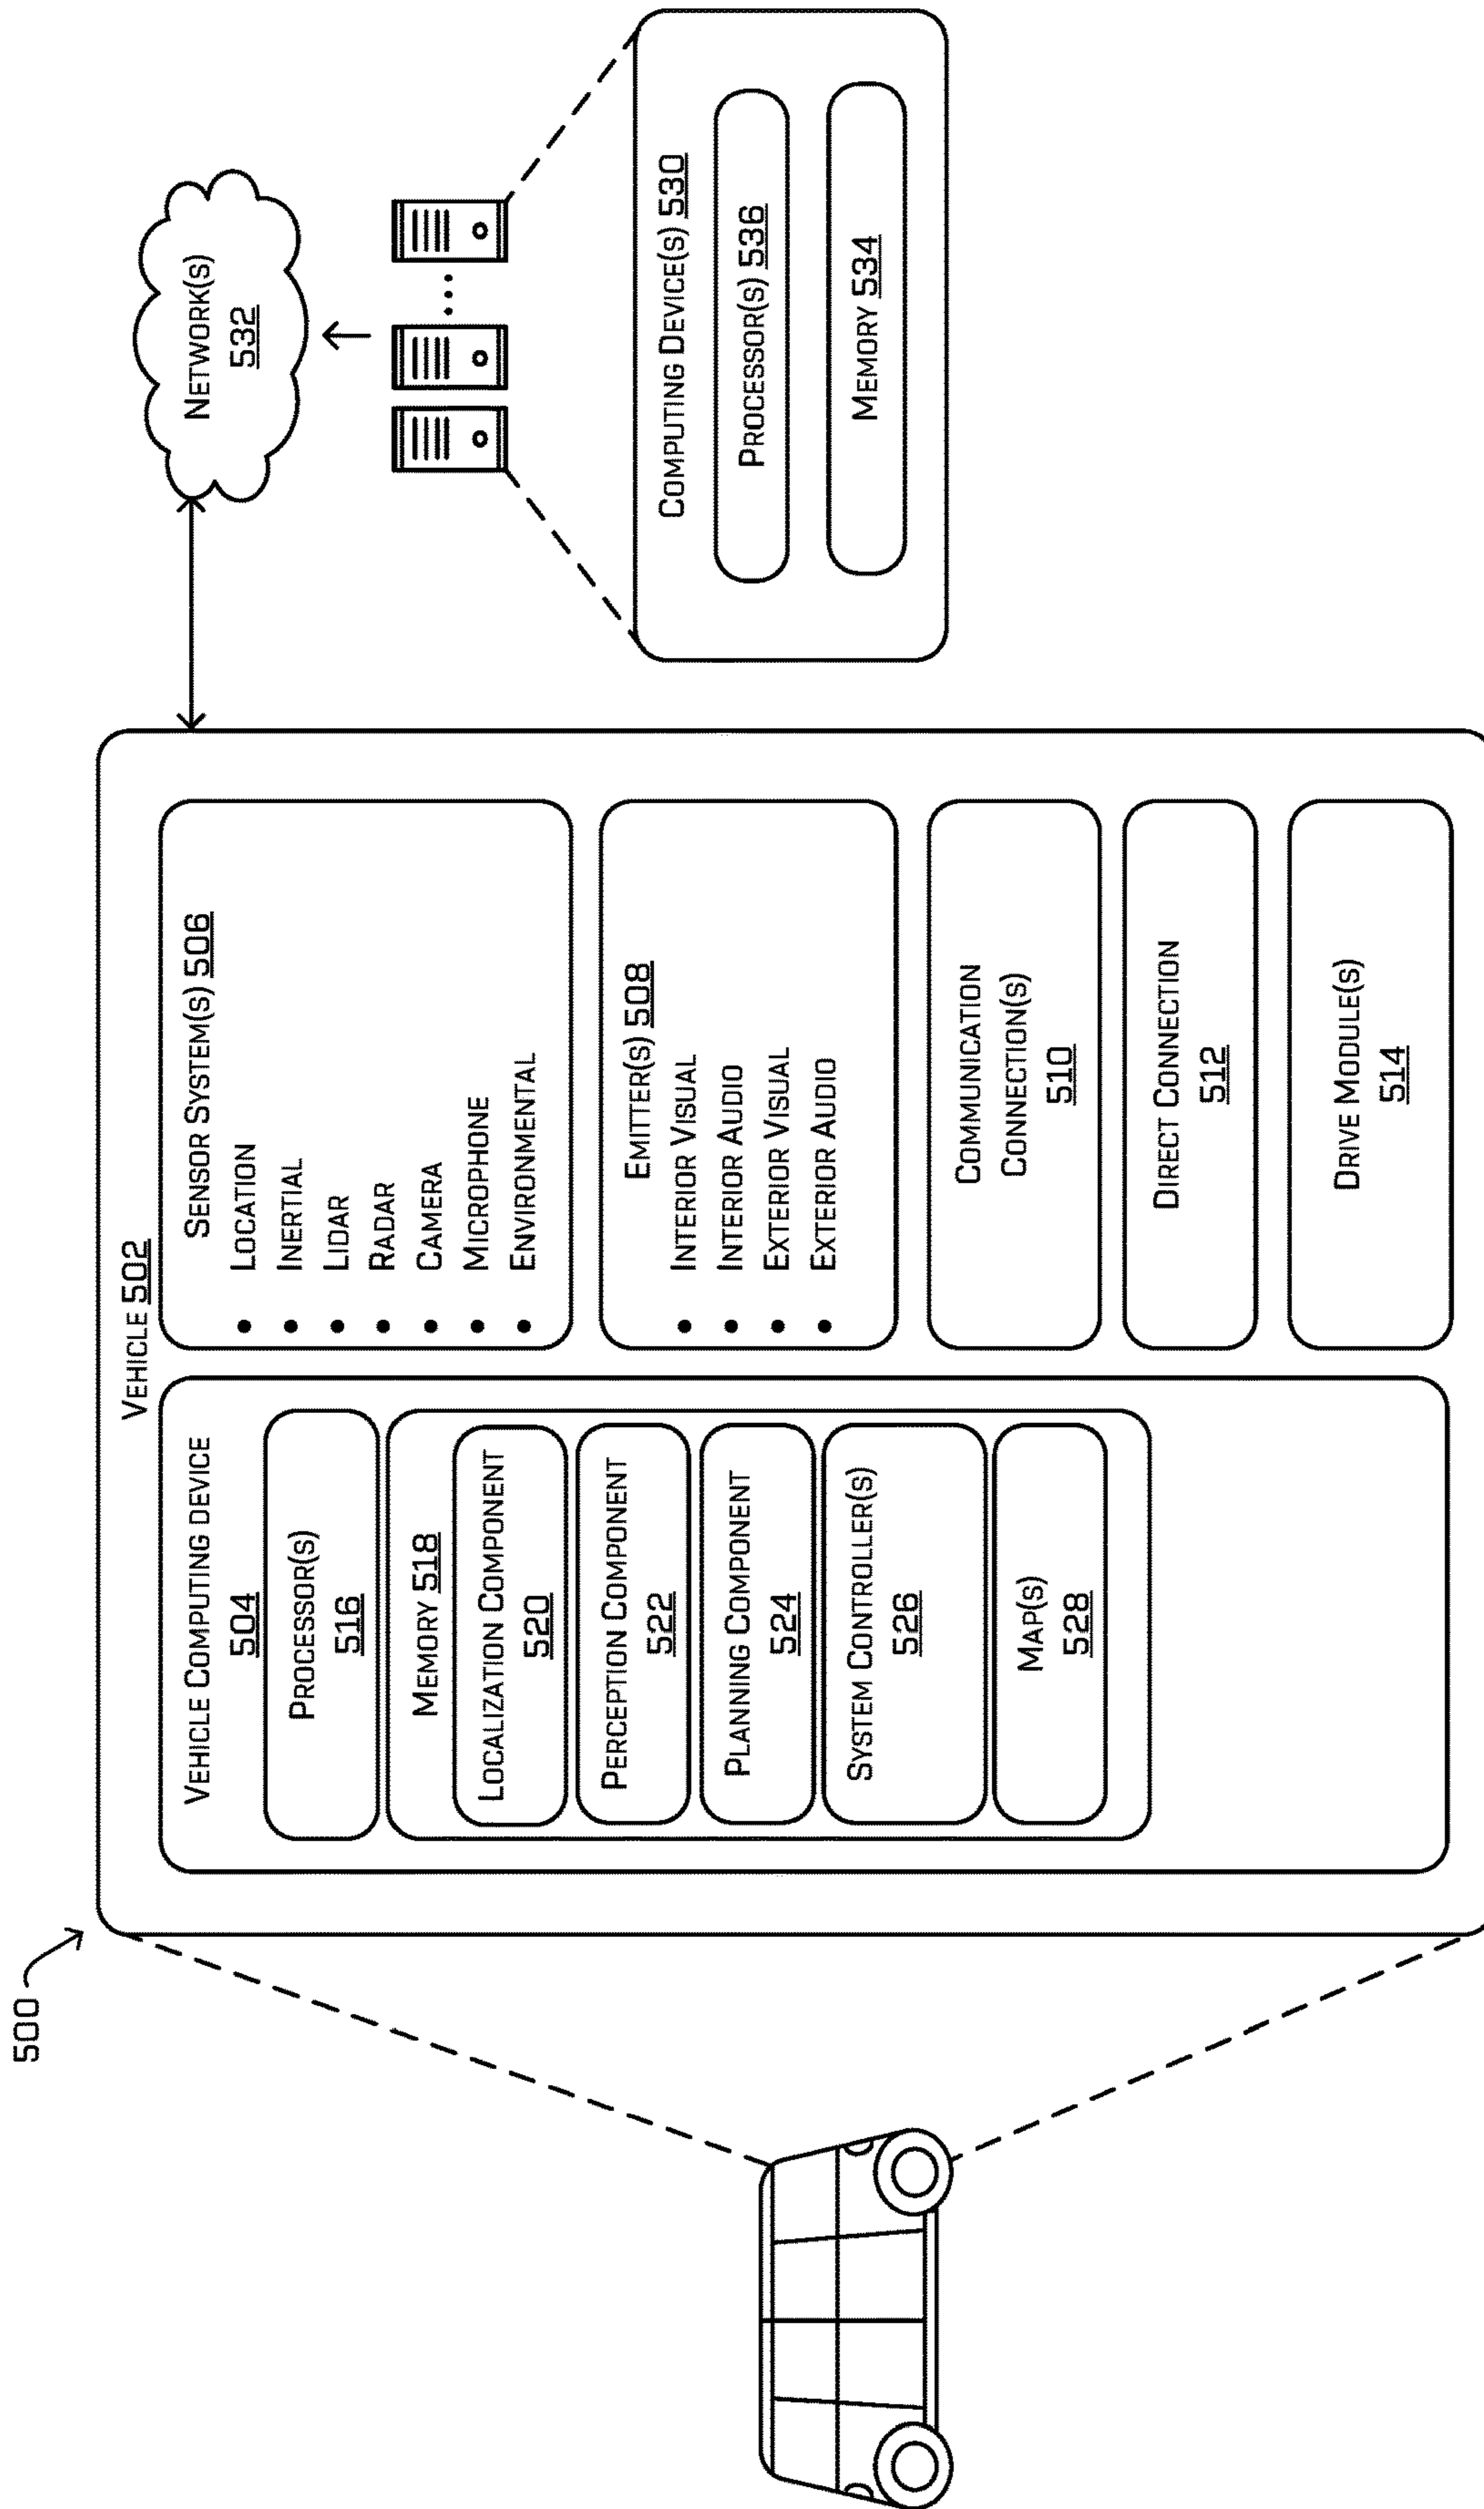 500
VEHICLE 502
VEHICLE COMPUTING DEVICE
504
PROCESSOR(S)
516
MEMORY 518
LOCALIZATION COMPONENT
520
PERCEPTION COMPONENT
522
PLANNING COMPONENT
524
SYSTEM CONTROLLER(S)
526
MAP(S)
528
SENSOR SYSTEM(S) 506
• LOCATION
• INERTIAL
• LIDAR
• RADAR
• CAMERA
• MICROPHONE
• ENVIRONMENTAL
EMITTER(S) 508
• INTERIOR VISUAL
• INTERIOR AUDIO
• EXTERIOR VISUAL
• EXTERIOR AUDIO
COMMUNICATION
CONNECTION(S)
510
DIRECT CONNECTION
512
DRIVE MODULE(S)
514
NETWORK(S)
532
COMPUTING DEVICE(S) 530
PROCESSOR(S) 536
MEMORY 534